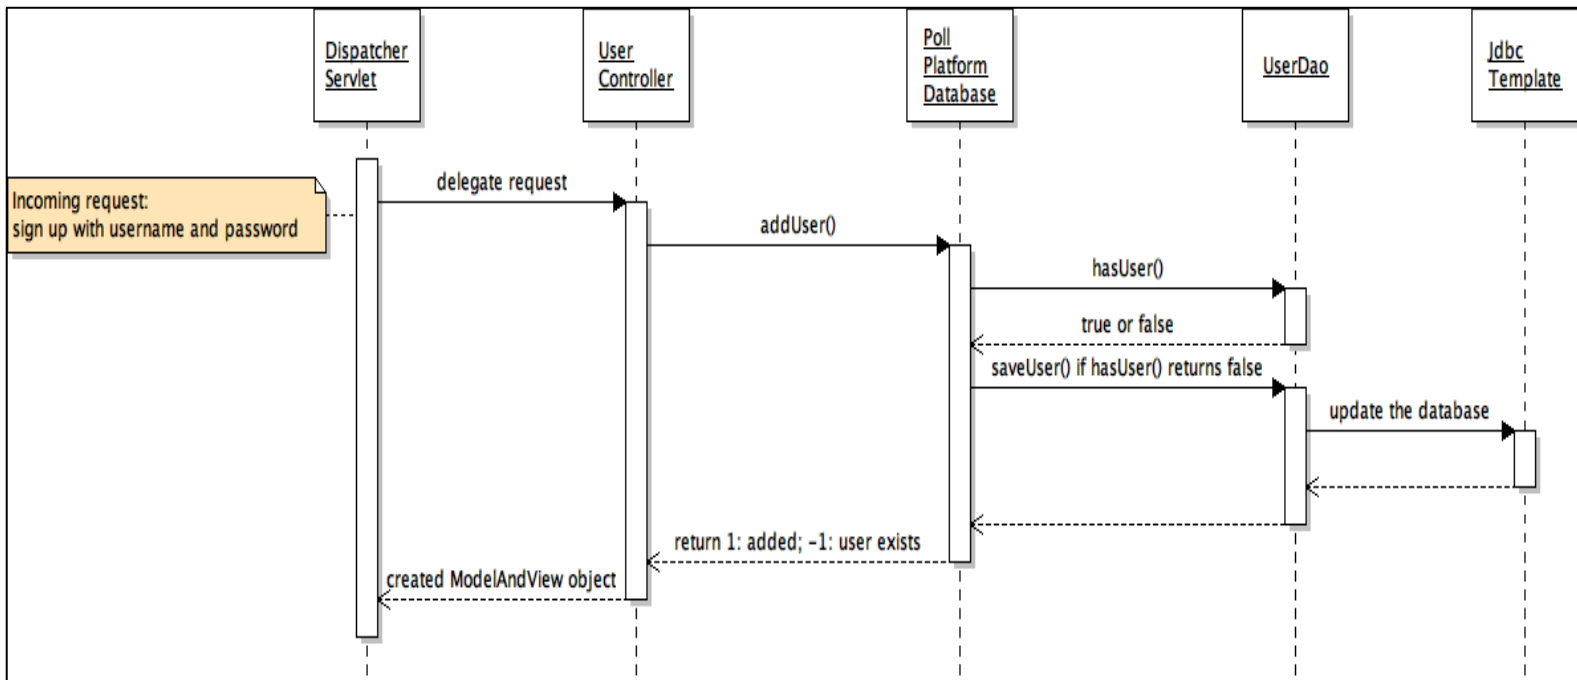 Dispatcher
Servlet
User
Controller
Poll
Platform
Database
UserDao
Jdbc
Template
Incoming request:
sign up with username and password
delegate request
addUser()
hasUser()
true or false
saveUser() if hasUser() returns false
update the database
return 1: added; -1: user exists
created ModelAndView object